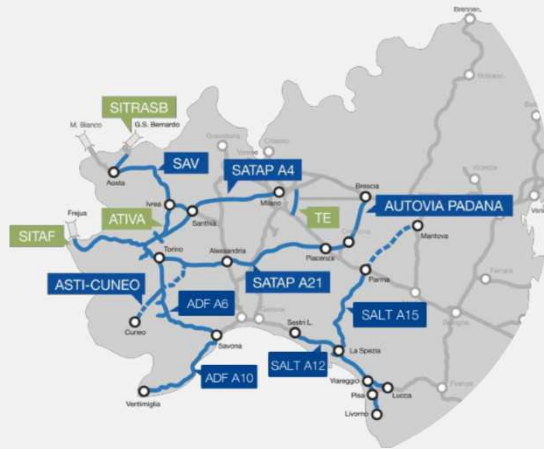 Brennero
SITRASB
M. Bianco
G.S. Bernardo
SAV
SATAP A4
Aosta
Ivrea
Santhià
Milano
Brescia
AUTOVIA PADANA
Frejus
ATIVA
TE
SITAF
Torino
Alessandria
Piacenza
Cremona
Mantova
Vicenza
Parma
ASTI-CUNEO
SATAP A21
ADF A6
Cuneo
SALT A15
Sestri L.
Savona
La Spezia
SALT A12
ADF A10
Viareggio
Lucca
Pisa
Livorno
Ventimiglia